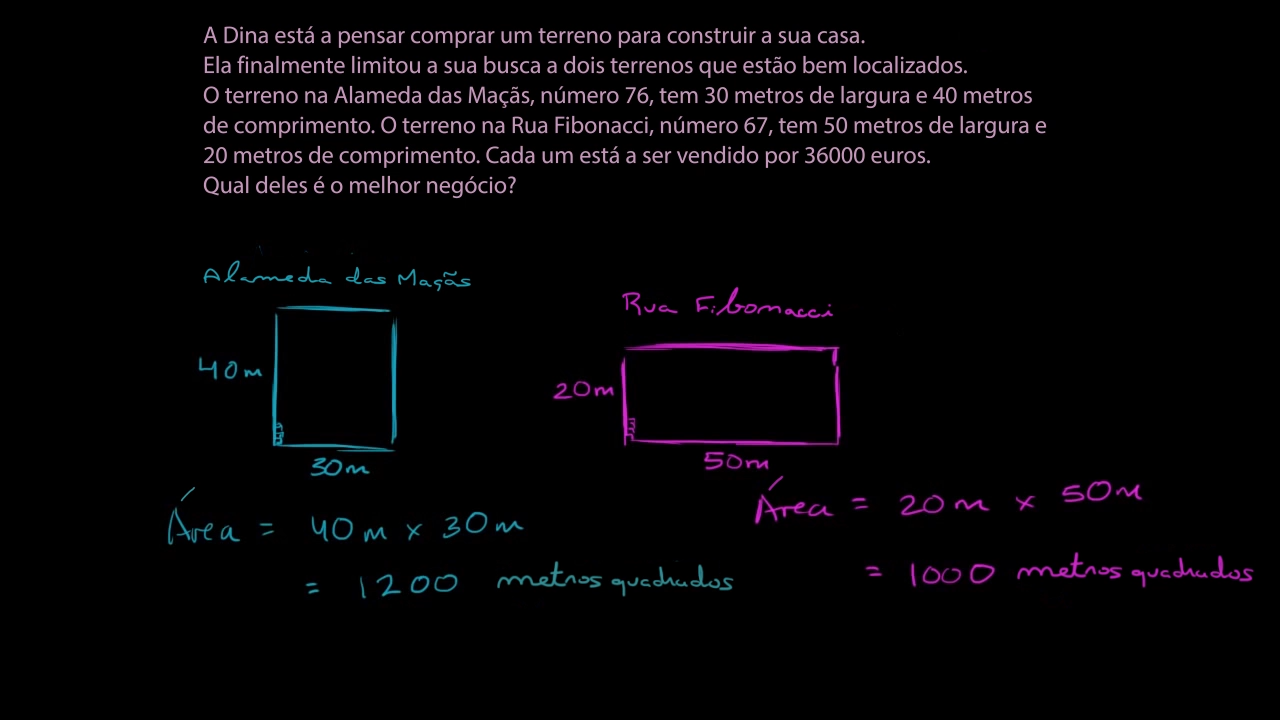 A Dina está a pensar comprar um terreno para construir a sua casa.
Ela finalmente limitou a sua busca a dois terrenos que estão bem localizados.
O terreno na Alameda das Maçãs, número 76, tem 30 metros de largura e 40 metros
de comprimento. O terreno na Rua Fibonacci, número 67, tem 50 metros de largura e
20 metros de comprimento. Cada um está a ser vendido por 36000 euros.
Qual deles é o melhor negócio?
Alameda das Maçãs
40m
30m
Área = 40m x 30m
= 1200 metros quadrados
Rua Fibonacci
20m
50m
Área = 20m x 50m
= 1000 metros quadrados